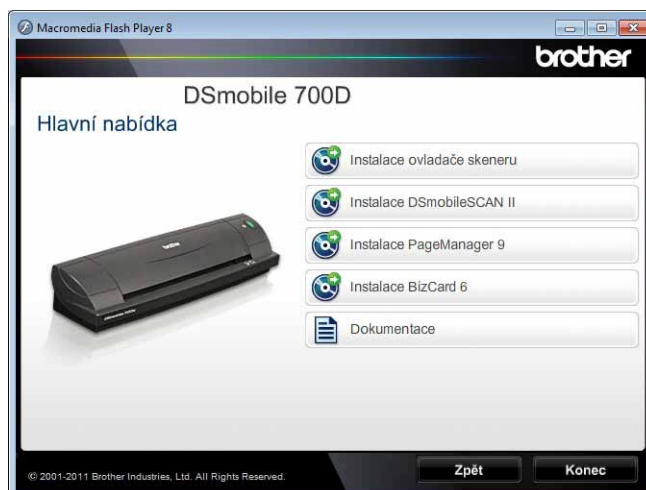 Macromedia Flash Player 8
brother
DSmobile 700D
Hlavní nabídka
Instalace ovladače skeneru
Instalace DSmobileSCAN II
Instalace PageManager 9
Instalace BizCard 6
Dokumentace
brother
© 2001-2011 Brother Industries, Ltd. All Rights Reserved.
Zpět
Konec